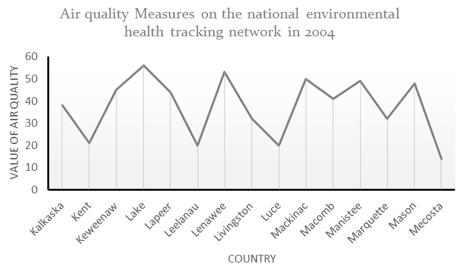 Air quality Measures on the national environmental
health tracking network in 2004
VALUE OF AIR QUALITY
60
50
40
30
20
10
0
Kalkaska
Kent
Keweenaw
Lake
Lapeer
Leelanau
Lenawee
Livingston
Luce
Mackinac
Macomb
Manistee
Marquette
Mason
Mecosta
COUNTRY